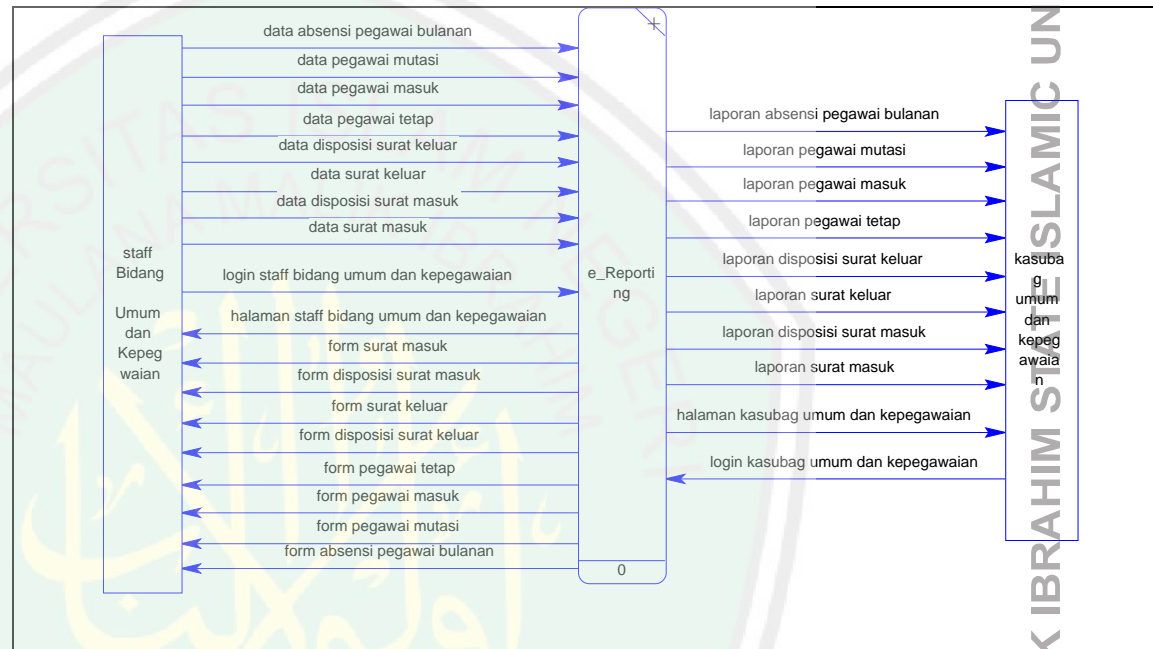 data absensi pegawai bulanan
data pegawai mutasi
data pegawai masuk
data pegawai tetap
data disposisi surat keluar
data surat keluar
data disposisi surat masuk
data surat masuk
login staff bidang umum dan kepegawaian
halaman staff bidang umum dan kepegawaian
form surat masuk
form disposisi surat masuk
form surat keluar
form disposisi surat keluar
form pegawai tetap
form pegawai masuk
form pegawai mutasi
form absensi pegawai bulanan
staff
Bidang
Umum
dan
Kepeg
waian
e_Reporti
ng
0
laporan absensi pegawai bulanan
laporan pegawai mutasi
laporan pegawai masuk
laporan pegawai tetap
laporan disposisi surat keluar
laporan surat keluar
laporan disposisi surat masuk
laporan surat masuk
halaman kasubag umum dan kepegawaian
login kasubag umum dan kepegawaian
kasuba
g
umum
dan
kepeg
awaia
n
K IBRAHIM STATE ISLAMIC UN